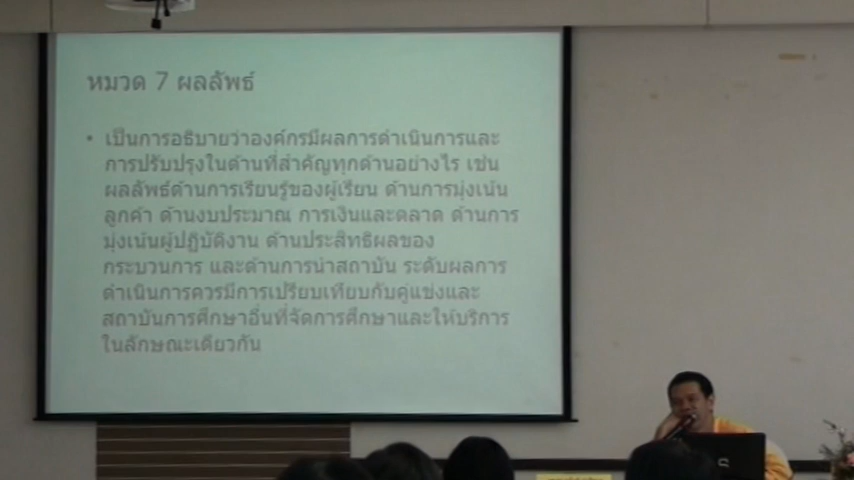 หมวด 7 ผลลัพธ์
• เป็นการอธิบายว่าองค์กรมีผลการดำเนินการและ
การปรับปรุงในด้านที่สำคัญทุกด้านอย่างไร เช่น
ผลลัพธ์ด้านการเรียนรู้ของผู้เรียน ด้านการมุ่งเน้น
ลูกค้า ด้านงบประมาณ การเงินและตลาด ด้านการ
มุ่งเน้นผู้ปฏิบัติงาน ด้านประสิทธิผลของ
กระบวนการ และด้านการนำสถาบัน ระดับผลการ
ดำเนินการควรมีการเปรียบเทียบกับคู่แข่งและ
สถาบันการศึกษาอื่นที่จัดการศึกษาและให้บริการ
ในลักษณะเดียวกัน